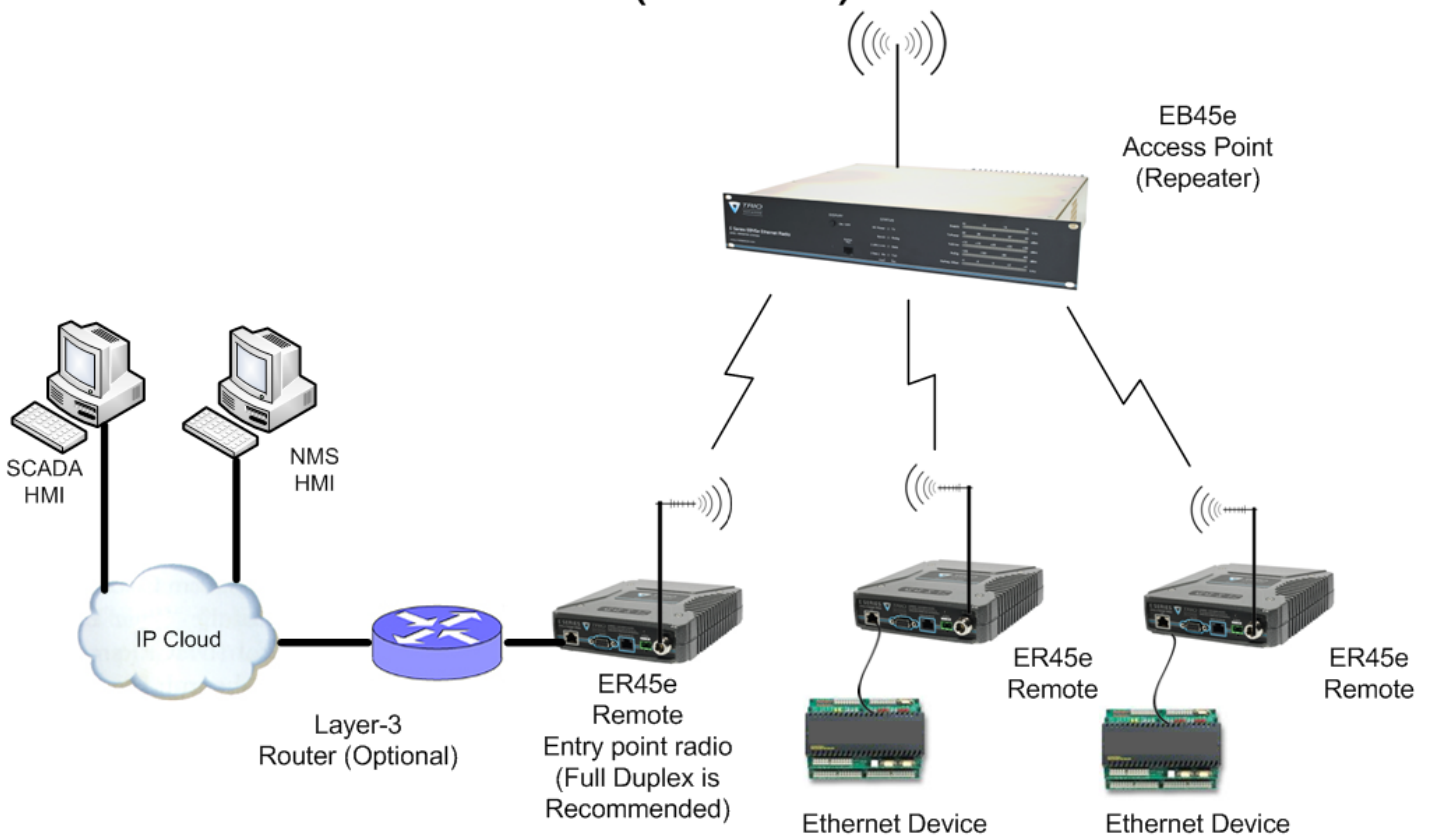 EB45e
Access Point
(Repeater)
TRIO
SCADA
HMI
NMS
HMI
IP Cloud
Layer-3
Router (Optional)
ER45e
Remote
Entry point radio
(Full Duplex is
Recommended)
ER45e
Remote
Ethernet Device
ER45e
Remote
Ethernet Device